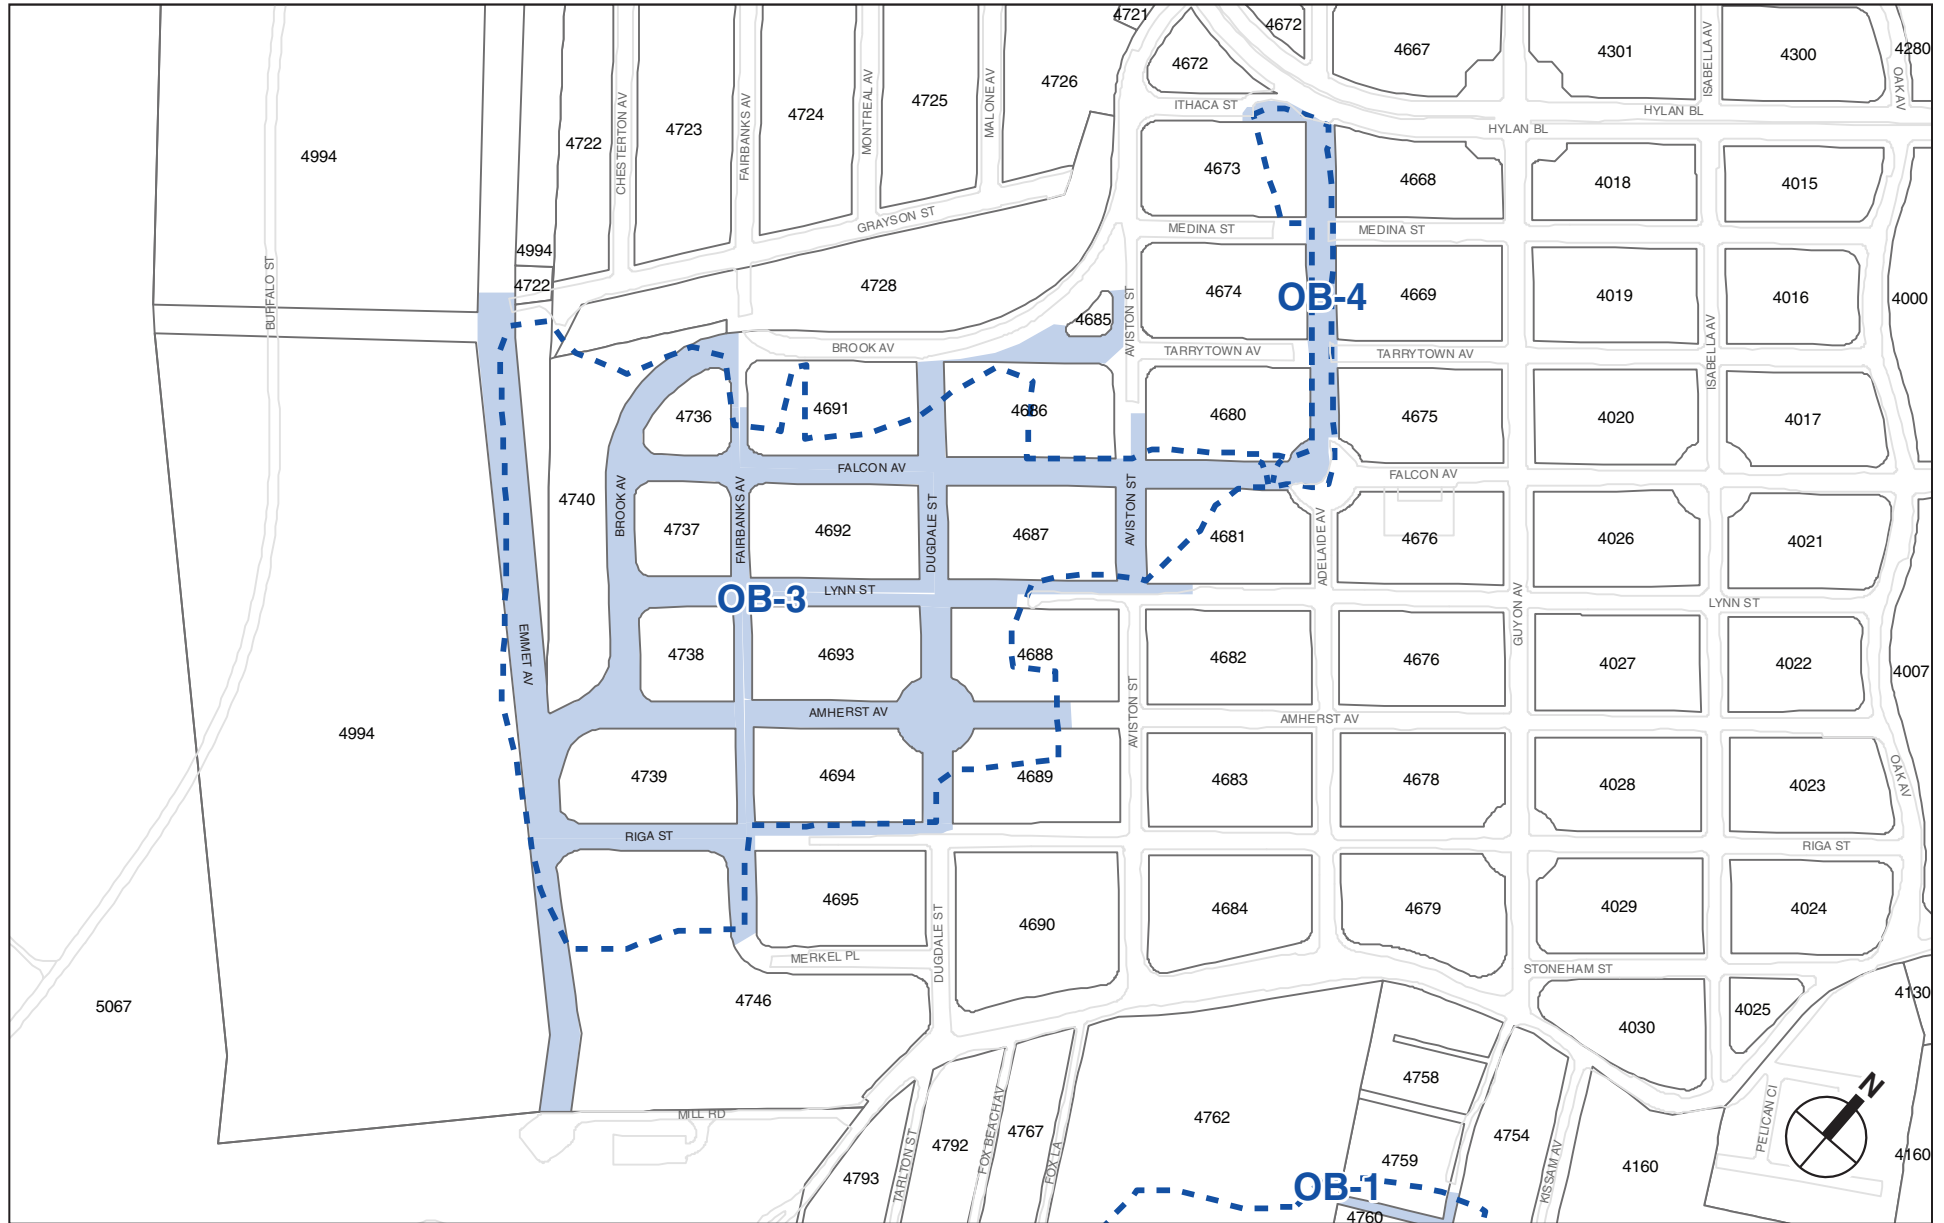 4721
4672
4667
4301
ISABELLA AV
4300
4280
OAK AV
4672
4726
4725
4724
4723
4722
CHESTERTON AV
FAIRBANKS AV
MONTREAL AV
MALONE AV
ITHACA ST
HYLAN BL
HYLAN BL
4994
4673
4668
4018
4015
GRAYSON ST
MEDINA ST
MEDINA ST
4994
4722
BUFFALO ST
4728
4685
AVISTON ST
4674
OB-4
4669
4019
4016
4000
BROOK AV
TARRYTOWN AV
TARRYTOWN AV
ISABELLA AV
4736
4691
4686
4680
4675
4020
4017
FALCON AV
FALCON AV
4740
BROOK AV
4737
FAIRBANKS AV
4692
DUGDALE ST
4687
AVISTON ST
4681
ADELAIDE AV
4676
4026
4021
OB-3
LYNN ST
GUYON AV
LYNN ST
EMMET AV
4738
4693
4688
4682
4676
4027
4022
4007
AMHERST AV
AVISTON ST
AMHERST AV
4994
4739
4694
4689
4683
4678
4028
4023
OAK AV
RIGA ST
RIGA ST
4695
4690
4684
4679
4029
4024
DUGDALE ST
MERKEL PL
STONEHAM ST
5067
4746
4030
4025
4130
MILL RD
4758
4762
4754
4759
4160
PELICAN CI
N
4160
4793
TARLTON ST
4792
FOX BEACH AV
4767
FOX LA
KISSAM AV
OB-1
4760